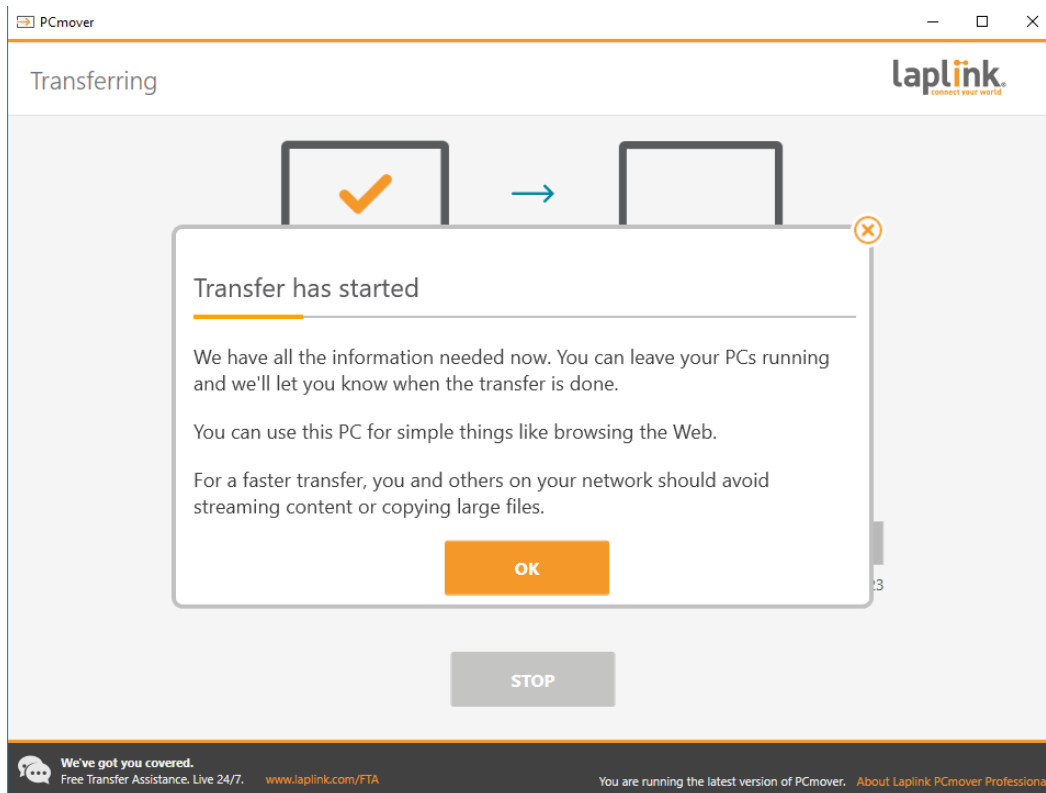 PCmover
Transferring
laplink®
connect your world
Transfer has started
We have all the information needed now. You can leave your PCs running
and we'll let you know when the transfer is done.
You can use this PC for simple things like browsing the Web.
For a faster transfer, you and others on your network should avoid
streaming content or copying large files.
OK
STOP
We've got you covered.
Free Transfer Assistance. Live 24/7. www.laplink.com/FTA
You are running the latest version of PCmover. About Laplink PCmover